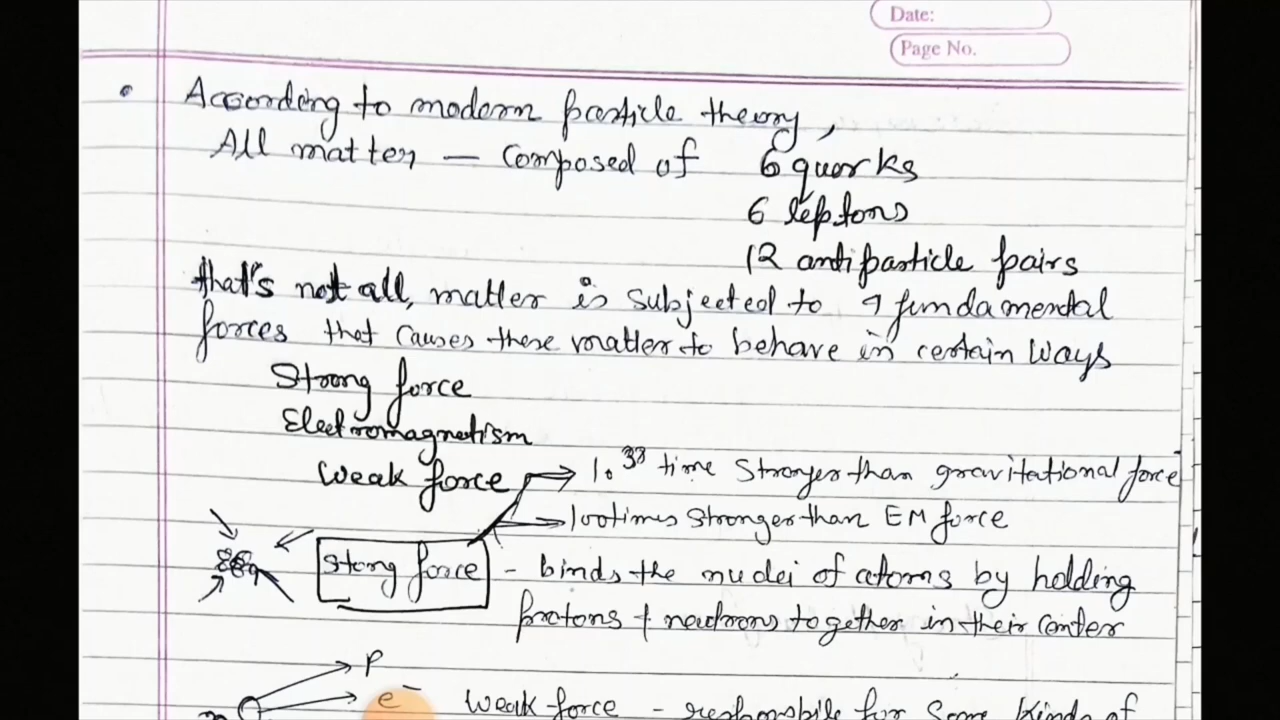 Date:
Page No.
• According to modern particle theory,
All matter — composed of 6 quarks
6 leptons
12 antiparticle pairs
that's not all, matter is subjected to 4 fundamental
forces that causes these matter to behave in certain ways
Strong force
Electromagnetism
Weak force
→ 10³⁸ time stronger than gravitational force
→ 100 times stronger than EM force
Strong force - binds the nuclei of atoms by holding
protons + neutrons together in their center
P
e⁻
Weak force - responsible for some kinds of